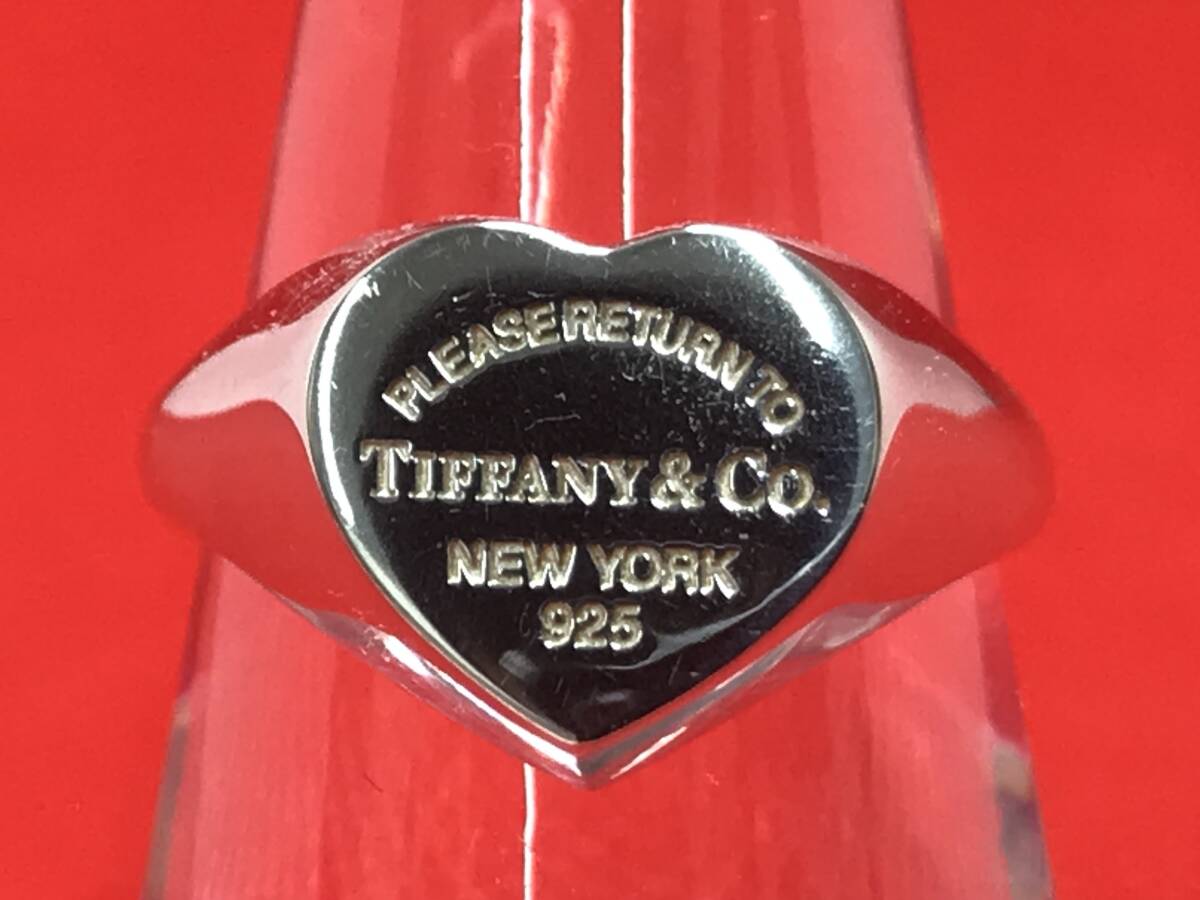 PLEASE RETURN TO
TIFFANY & CO.
NEW YORK
925